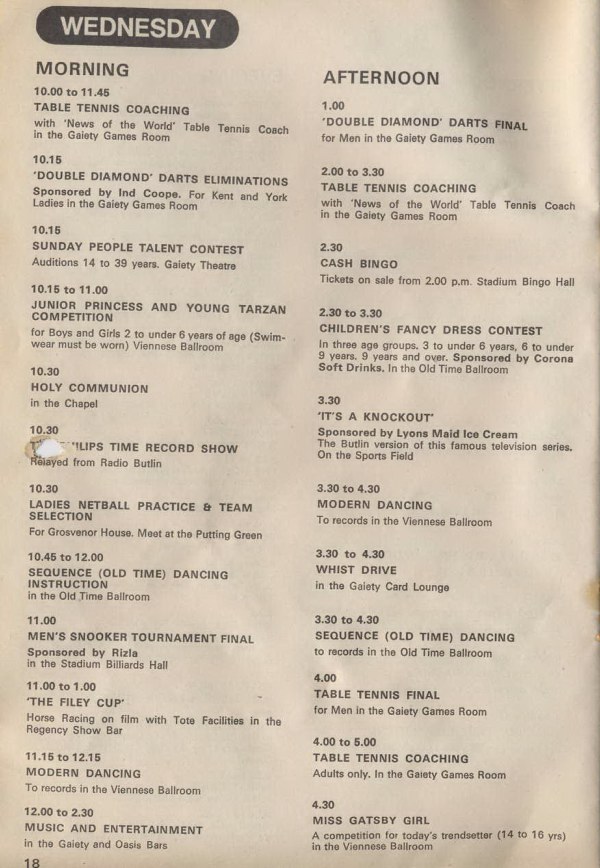 WEDNESDAY
MORNING
10.00 to 11.45
TABLE TENNIS COACHING
with 'News of the World' Table Tennis Coach
in the Gaiety Games Room
10.15
'DOUBLE DIAMOND' DARTS ELIMINATIONS
Sponsored by Ind Coope. For Kent and York
Ladies in the Gaiety Games Room
10.15
SUNDAY PEOPLE TALENT CONTEST
Auditions 14 to 39 years. Gaiety Theatre
10.15 to 11.00
JUNIOR PRINCESS AND YOUNG TARZAN
COMPETITION
for Boys and Girls 2 to under 6 years of age (Swim-
wear must be worn) Viennese Ballroom
10.30
HOLY COMMUNION
in the Chapel
10.30
TIME RECORD SHOW
Relayed from Radio Butlin
10.30
LADIES NETBALL PRACTICE & TEAM
SELECTION
For Grosvenor House. Meet at the Putting Green
10.45 to 12.00
SEQUENCE (OLD TIME) DANCING
INSTRUCTION
in the Old Time Ballroom
11.00
MEN'S SNOOKER TOURNAMENT FINAL
Sponsored by Rizla
in the Stadium Billiards Hall
11.00 to 1.00
'THE FILEY CUP'
Horse Racing on film with Tote Facilities in the
Regency Show Bar
11.15 to 12.15
MODERN DANCING
To records in the Viennese Ballroom
12.00 to 2.30
MUSIC AND ENTERTAINMENT
in the Gaiety and Oasis Bars
18
AFTERNOON
1.00
'DOUBLE DIAMOND' DARTS FINAL
for Men in the Gaiety Games Room
2.00 to 3.30
TABLE TENNIS COACHING
with 'News of the World' Table Tennis Coach
in the Gaiety Games Room
2.30
CASH BINGO
Tickets on sale from 2.00 p.m. Stadium Bingo Hall
2.30 to 3.30
CHILDREN'S FANCY DRESS CONTEST
In three age groups. 3 to under 6 years, 6 to under
9 years. 9 years and over. Sponsored by Corona
Soft Drinks. In the Old Time Ballroom
3.30
'IT'S A KNOCKOUT'
Sponsored by Lyons Maid Ice Cream
The Butlin version of this famous television series.
On the Sports Field
3.30 to 4.30
MODERN DANCING
To records in the Viennese Ballroom
3.30 to 4.30
WHIST DRIVE
in the Gaiety Card Lounge
3.30 to 4.30
SEQUENCE (OLD TIME) DANCING
to records in the Old Time Ballroom
4.00
TABLE TENNIS FINAL
for Men in the Gaiety Games Room
4.00 to 5.00
TABLE TENNIS COACHING
Adults only. In the Gaiety Games Room
4.30
MISS GATSBY GIRL
A competition for today's trendsetter (14 to 16 yrs)
in the Viennese Ballroom